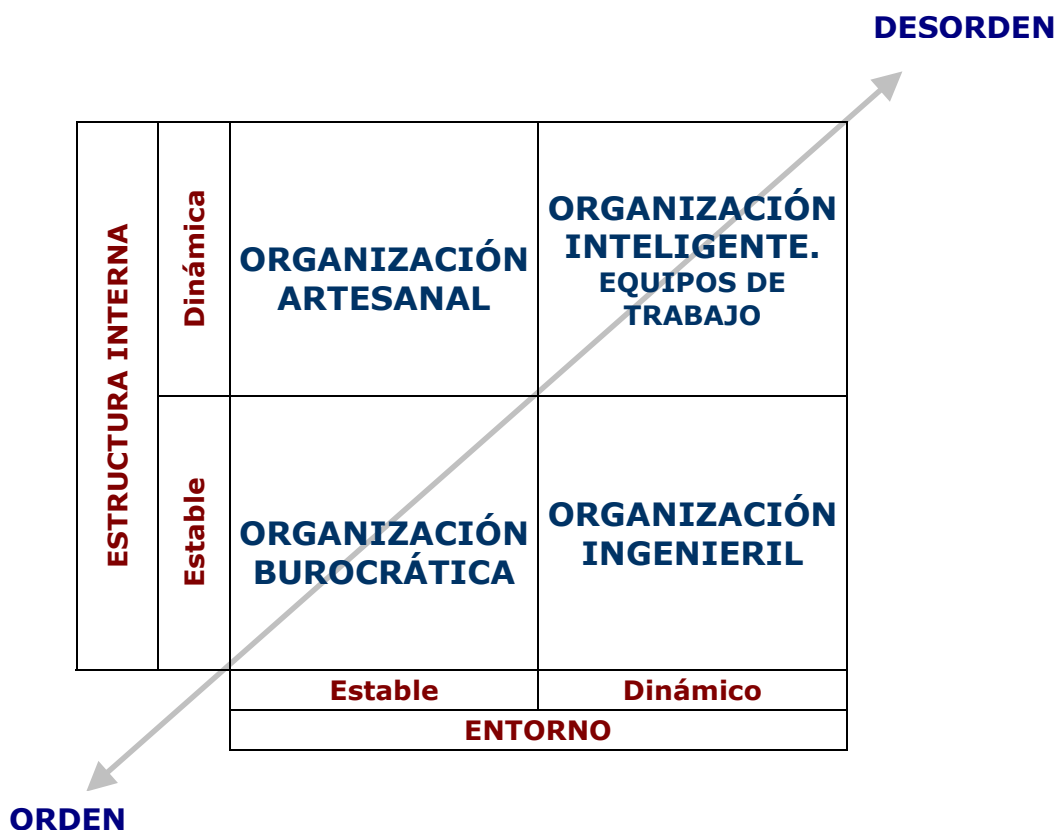 DESORDEN
ESTRUCTURA INTERNA
Dinámica
ORGANIZACIÓN
ARTESANAL
ORGANIZACIÓN
INTELIGENTE.
EQUIPOS DE
TRABAJO
Estable
ORGANIZACIÓN
BUROCRÁTICA
ORGANIZACIÓN
INGENIERIL
Estable
Dinámico
ENTORNO
ORDEN